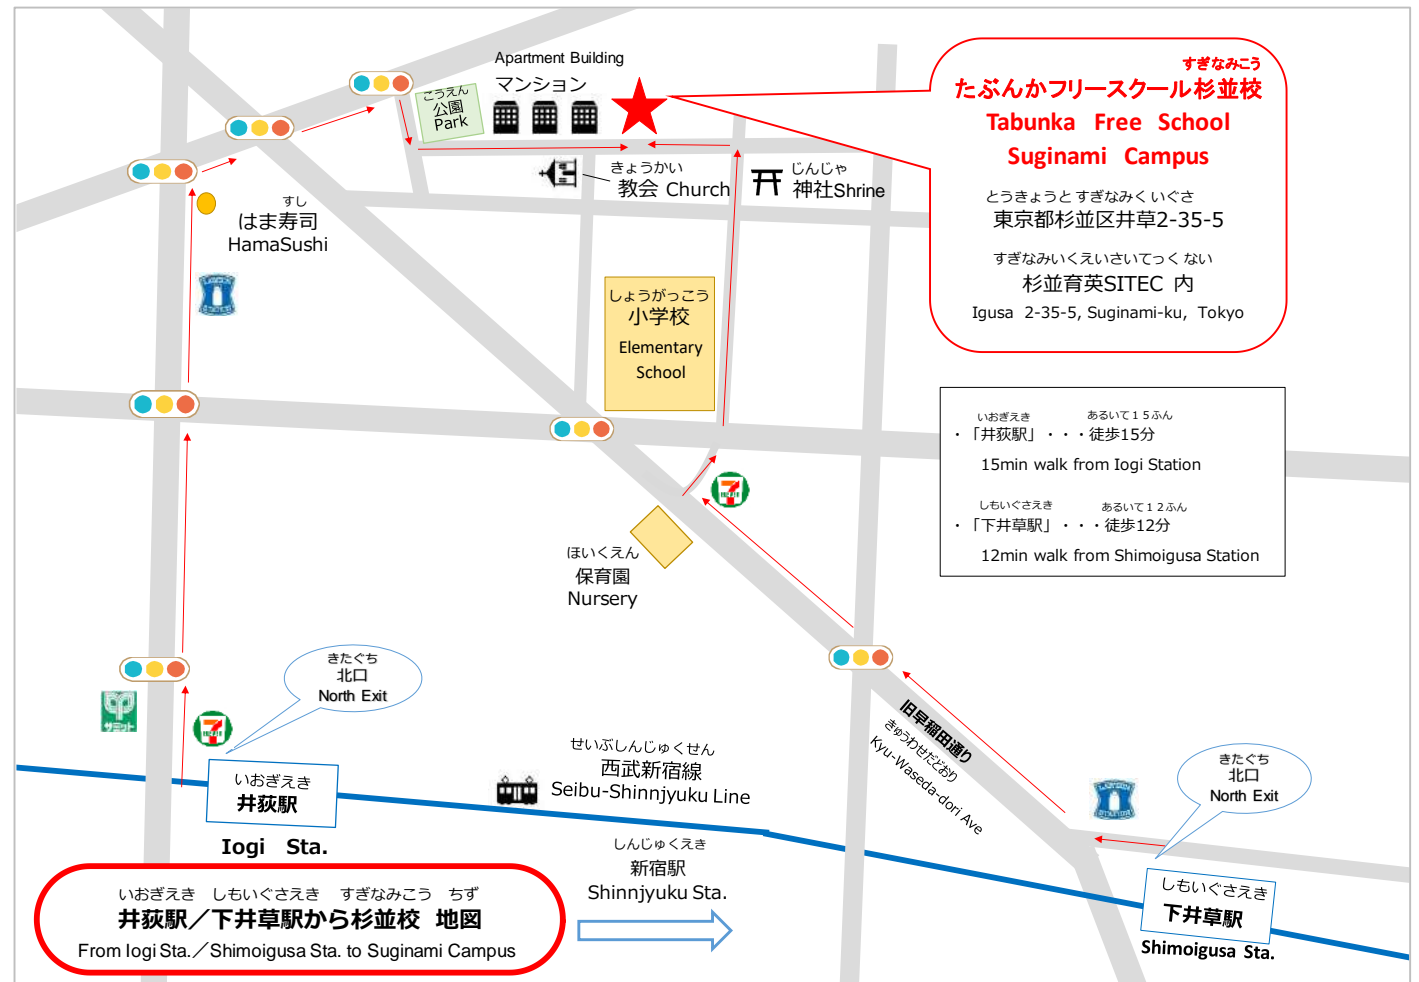 Apartment Building
マンション
こうえん
公園
Park
すぎなみこう
たぶんかフリースクール杉並校
Tabunka Free School
Suginami Campus
とうきょうと すぎなみく いぐさ
東京都杉並区井草2-35-5
すぎなみいくえいさいてっく ない
杉並育英SITEC 内
Igusa 2-35-5, Suginami-ku, Tokyo
きょうかい
教会 Church
じんじゃ
神社Shrine
すし
はま寿司
HamaSushi
しょうがっこう
小学校
Elementary
School
いおぎえき あるいて１５ふん
・「井荻駅」・・・徒歩15分
15min walk from Iogi Station
しもいぐさえき あるいて１２ふん
・「下井草駅」・・・徒歩12分
12min walk from Shimoigusa Station
ほいくえん
保育園
Nursery
きたぐち
北口
North Exit
サミット
旧早稲田通り
きゅうわせだどおり
Kyu-Waseda-dori Ave
せいぶしんじゅくせん
西武新宿線
Seibu-Shinnjyuku Line
きたぐち
北口
North Exit
いおぎえき
井荻駅
Iogi Sta.
しんじゅくえき
新宿駅
Shinnjyuku Sta.
しもいぐさえき
下井草駅
Shimoigusa Sta.
いおぎえき しもいぐさえき すぎなみこう ちず
井荻駅／下井草駅から杉並校 地図
From Iogi Sta.／Shimoigusa Sta. to Suginami Campus